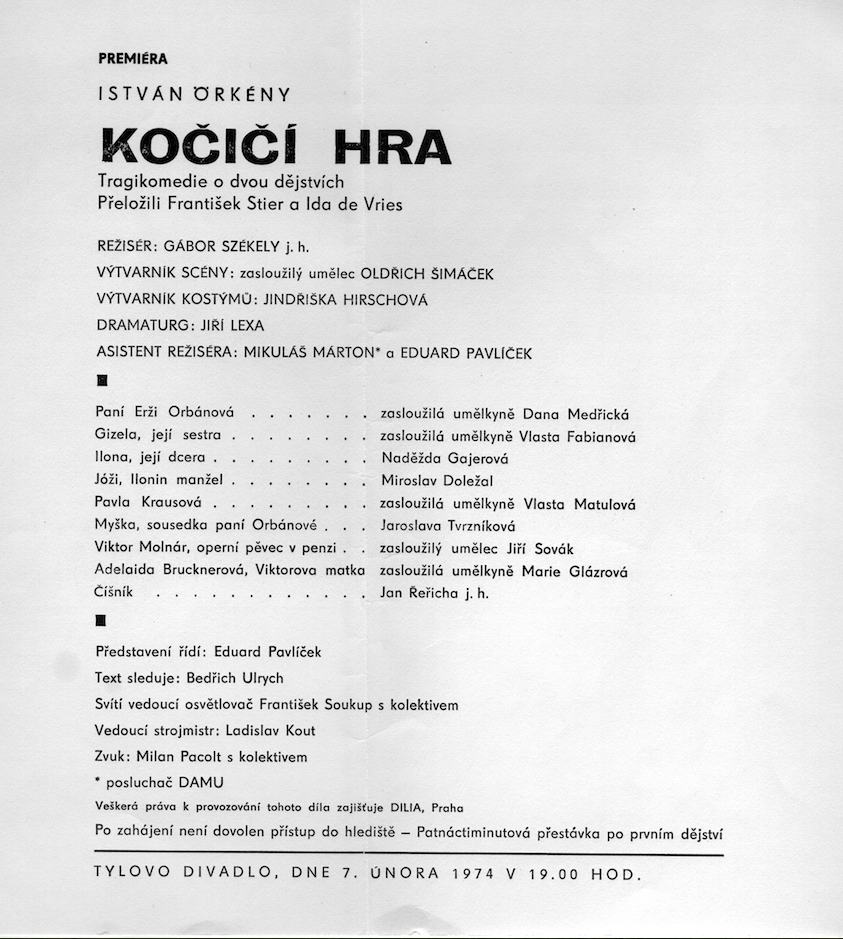 PREMIÉRA
ISTVÁN ÖRKÉNY
KOČIČÍ HRA
Tragikomedie o dvou dějstvích
Přeložili František Stier a Ida de Vries
REŽISÉR: GÁBOR SZÉKELY j. h.
VÝTVARNÍK SCÉNY: zasloužilý umělec OLDŘICH ŠIMÁČEK
VÝTVARNÍK KOSTÝMŮ: JINDŘIŠKA HIRSCHOVÁ
DRAMATURG: JIŘÍ LEXA
ASISTENT REŽISÉRA: MIKULÁŠ MÁRTON* a EDUARD PAVLÍČEK
Paní Erži Orbánová . . . . . . . zasloužilá umělkyně Dana Medřická
Gizela, její sestra . . . . . . . . zasloužilá umělkyně Vlasta Fabianová
Ilona, její dcera . . . . . . . . . Naděžda Gajerová
Jóži, Ilonin manžel . . . . . . . . Miroslav Doležal
Pavla Krausová . . . . . . . . . zasloužilá umělkyně Vlasta Matulová
Myška, sousedka paní Orbánové . . . Jaroslava Tvrzníková
Viktor Molnár, operní pěvec v penzi . . zasloužilý umělec Jiří Sovák
Adelaida Brucknerová, Viktorova matka zasloužilá umělkyně Marie Glázrová
Číšník . . . . . . . . . . . . Jan Řeřicha j. h.
Představení řídí: Eduard Pavlíček
Text sleduje: Bedřich Ulrych
Svítí vedoucí osvětlovač František Soukup s kolektivem
Vedoucí strojmistr: Ladislav Kout
Zvuk: Milan Pacolt s kolektivem
* posluchač DAMU
Veškerá práva k provozování tohoto díla zajišťuje DILIA, Praha
Po zahájení není dovolen přístup do hlediště – Patnáctiminutová přestávka po prvním dějství
TYLOVO DIVADLO, DNE 7. ÚNORA 1974 V 19.00 HOD.